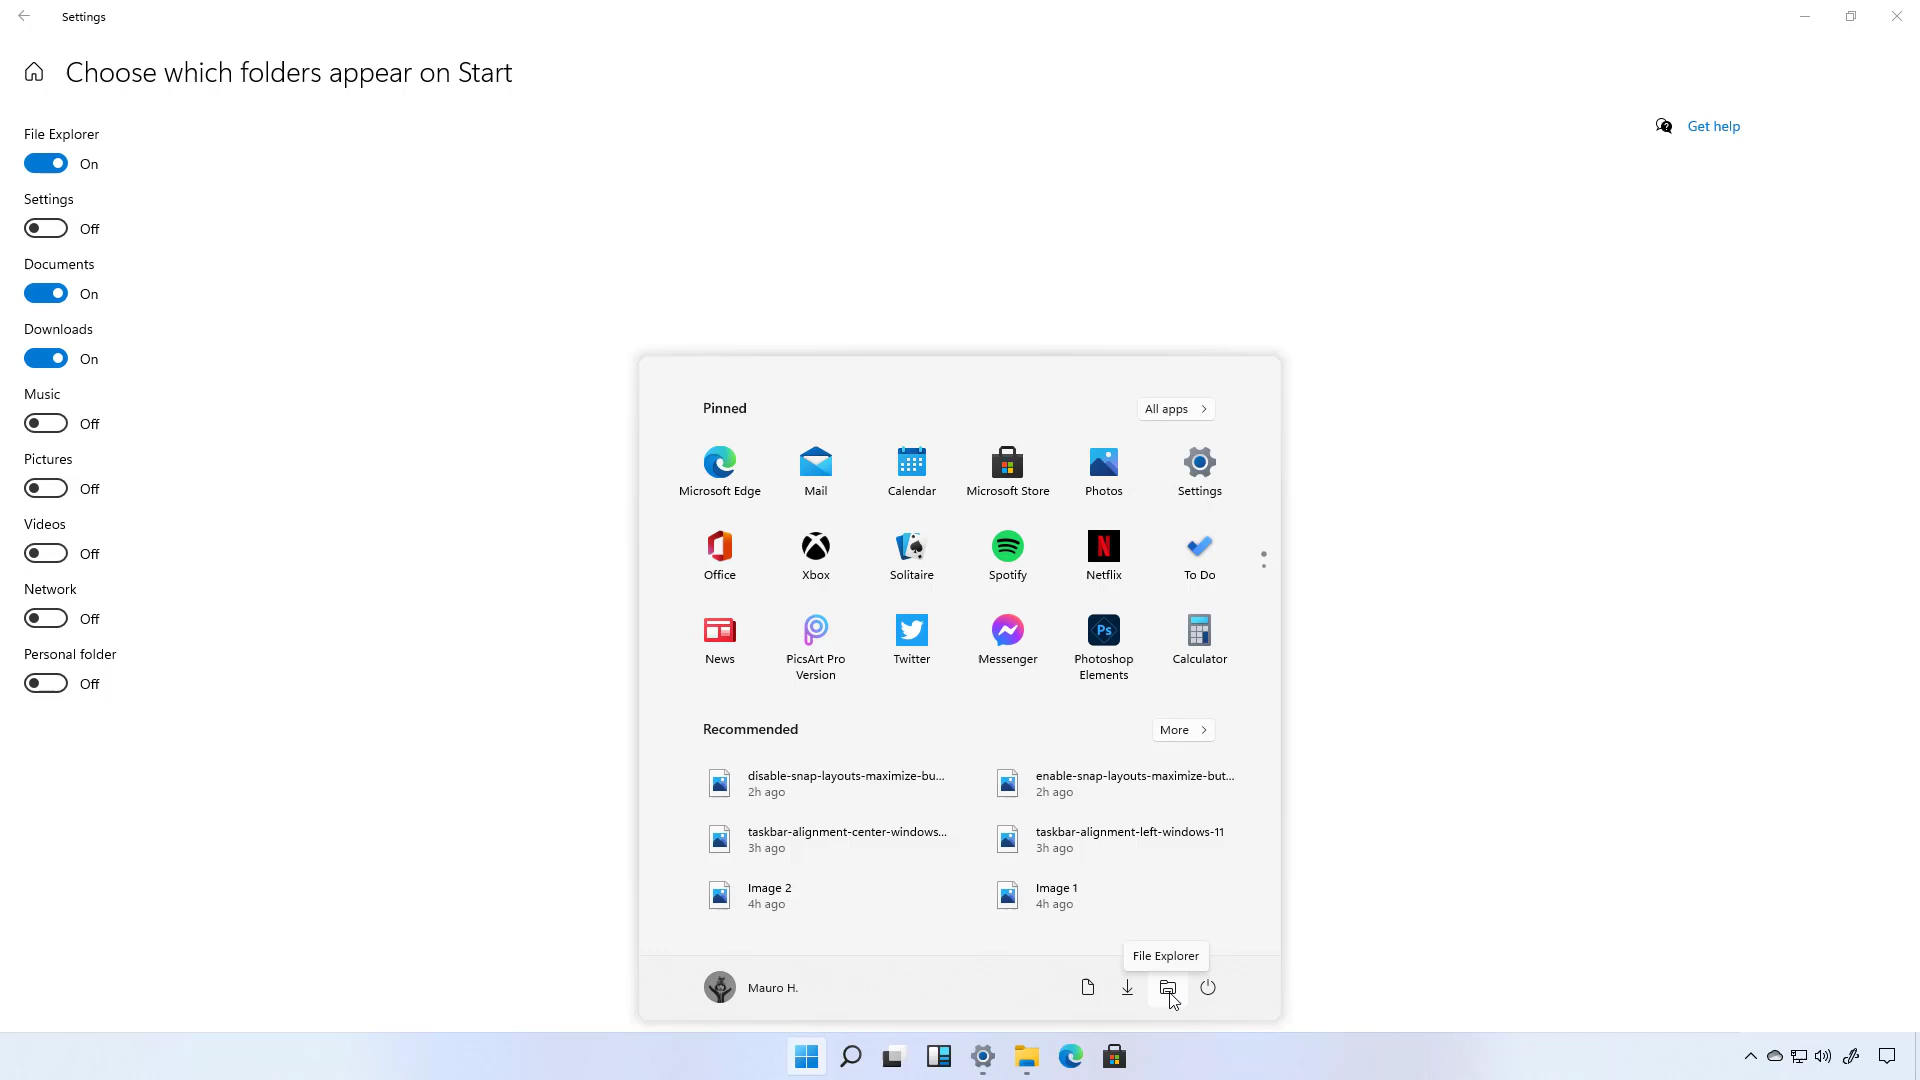 Settings
Choose which folders appear on Start
Get help
File Explorer
On
Settings
Off
Documents
On
Downloads
On
Music
Off
Pictures
Off
Videos
Off
Network
Off
Personal folder
Off
Pinned
All apps
Microsoft Edge
Mail
Calendar
Microsoft Store
Photos
Settings
Office
Xbox
Solitaire
Spotify
Netflix
To Do
News
PicsArt Pro
Version
Twitter
Messenger
Ps
Photoshop
Elements
Calculator
Recommended
More
disable-snap-layouts-maximize-bu...
2h ago
enable-snap-layouts-maximize-but...
2h ago
taskbar-alignment-center-windows...
3h ago
taskbar-alignment-left-windows-11
3h ago
Image 2
4h ago
Image 1
4h ago
File Explorer
Mauro H.